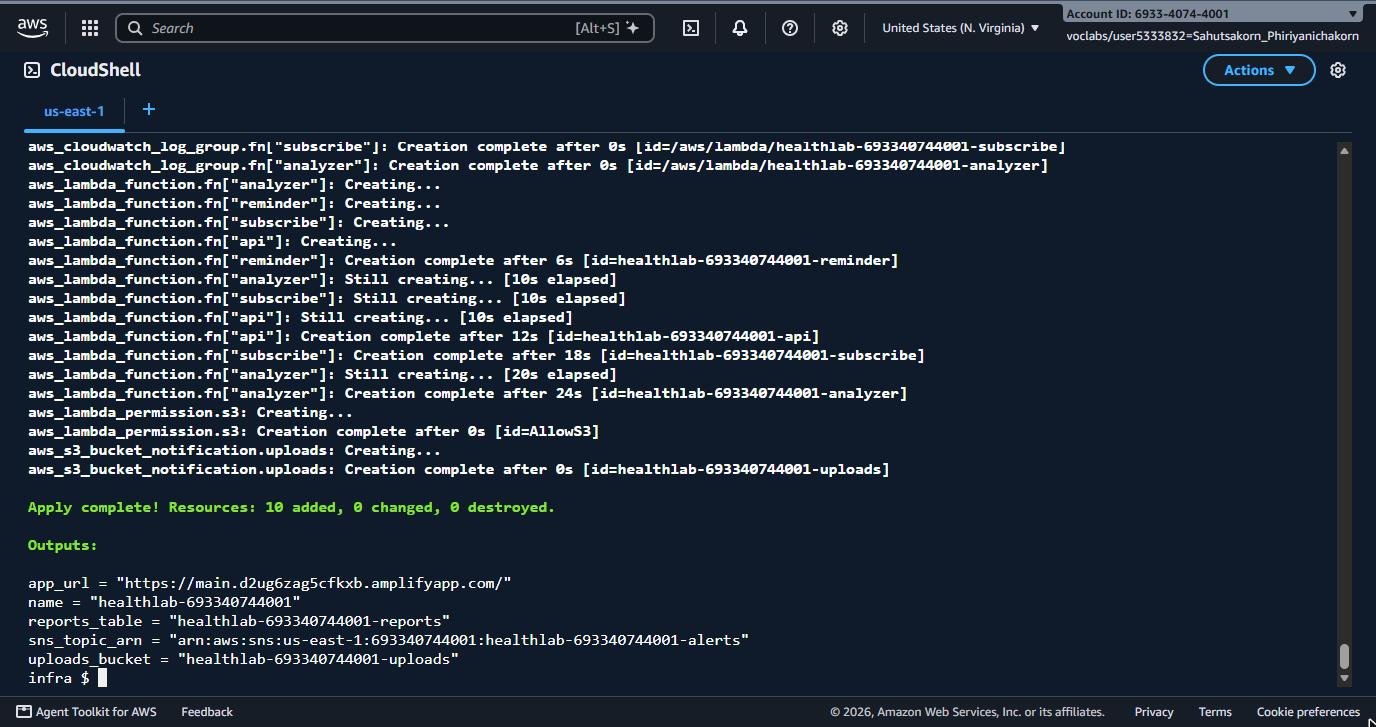 aws
Search
[Alt+S]
United States (N. Virginia)
Account ID: 6933-4074-4001
voclabs/user5333832=Sahutsakorn_Phiriyanichakorn
CloudShell
Actions
us-east-1
+
aws_cloudwatch_log_group.fn["subscribe"]: Creation complete after 0s [id=/aws/lambda/healthlab-693340744001-subscribe]
aws_cloudwatch_log_group.fn["analyzer"]: Creation complete after 0s [id=/aws/lambda/healthlab-693340744001-analyzer]
aws_lambda_function.fn["analyzer"]: Creating...
aws_lambda_function.fn["reminder"]: Creating...
aws_lambda_function.fn["subscribe"]: Creating...
aws_lambda_function.fn["api"]: Creating...
aws_lambda_function.fn["reminder"]: Creation complete after 6s [id=healthlab-693340744001-reminder]
aws_lambda_function.fn["analyzer"]: Still creating... [10s elapsed]
aws_lambda_function.fn["subscribe"]: Still creating... [10s elapsed]
aws_lambda_function.fn["api"]: Still creating... [10s elapsed]
aws_lambda_function.fn["api"]: Creation complete after 12s [id=healthlab-693340744001-api]
aws_lambda_function.fn["subscribe"]: Creation complete after 18s [id=healthlab-693340744001-subscribe]
aws_lambda_function.fn["analyzer"]: Still creating... [20s elapsed]
aws_lambda_function.fn["analyzer"]: Creation complete after 24s [id=healthlab-693340744001-analyzer]
aws_lambda_permission.s3: Creating...
aws_lambda_permission.s3: Creation complete after 0s [id=AllowS3]
aws_s3_bucket_notification.uploads: Creating...
aws_s3_bucket_notification.uploads: Creation complete after 0s [id=healthlab-693340744001-uploads]
Apply complete! Resources: 10 added, 0 changed, 0 destroyed.
Outputs:
app_url = "https://main.d2ug6zag5cfkxb.amplifyapp.com/"
name = "healthlab-693340744001"
reports_table = "healthlab-693340744001-reports"
sns_topic_arn = "arn:aws:sns:us-east-1:693340744001:healthlab-693340744001-alerts"
uploads_bucket = "healthlab-693340744001-uploads"
infra $
Agent Toolkit for AWS
Feedback
© 2026, Amazon Web Services, Inc. or its affiliates.
Privacy
Terms
Cookie preferences